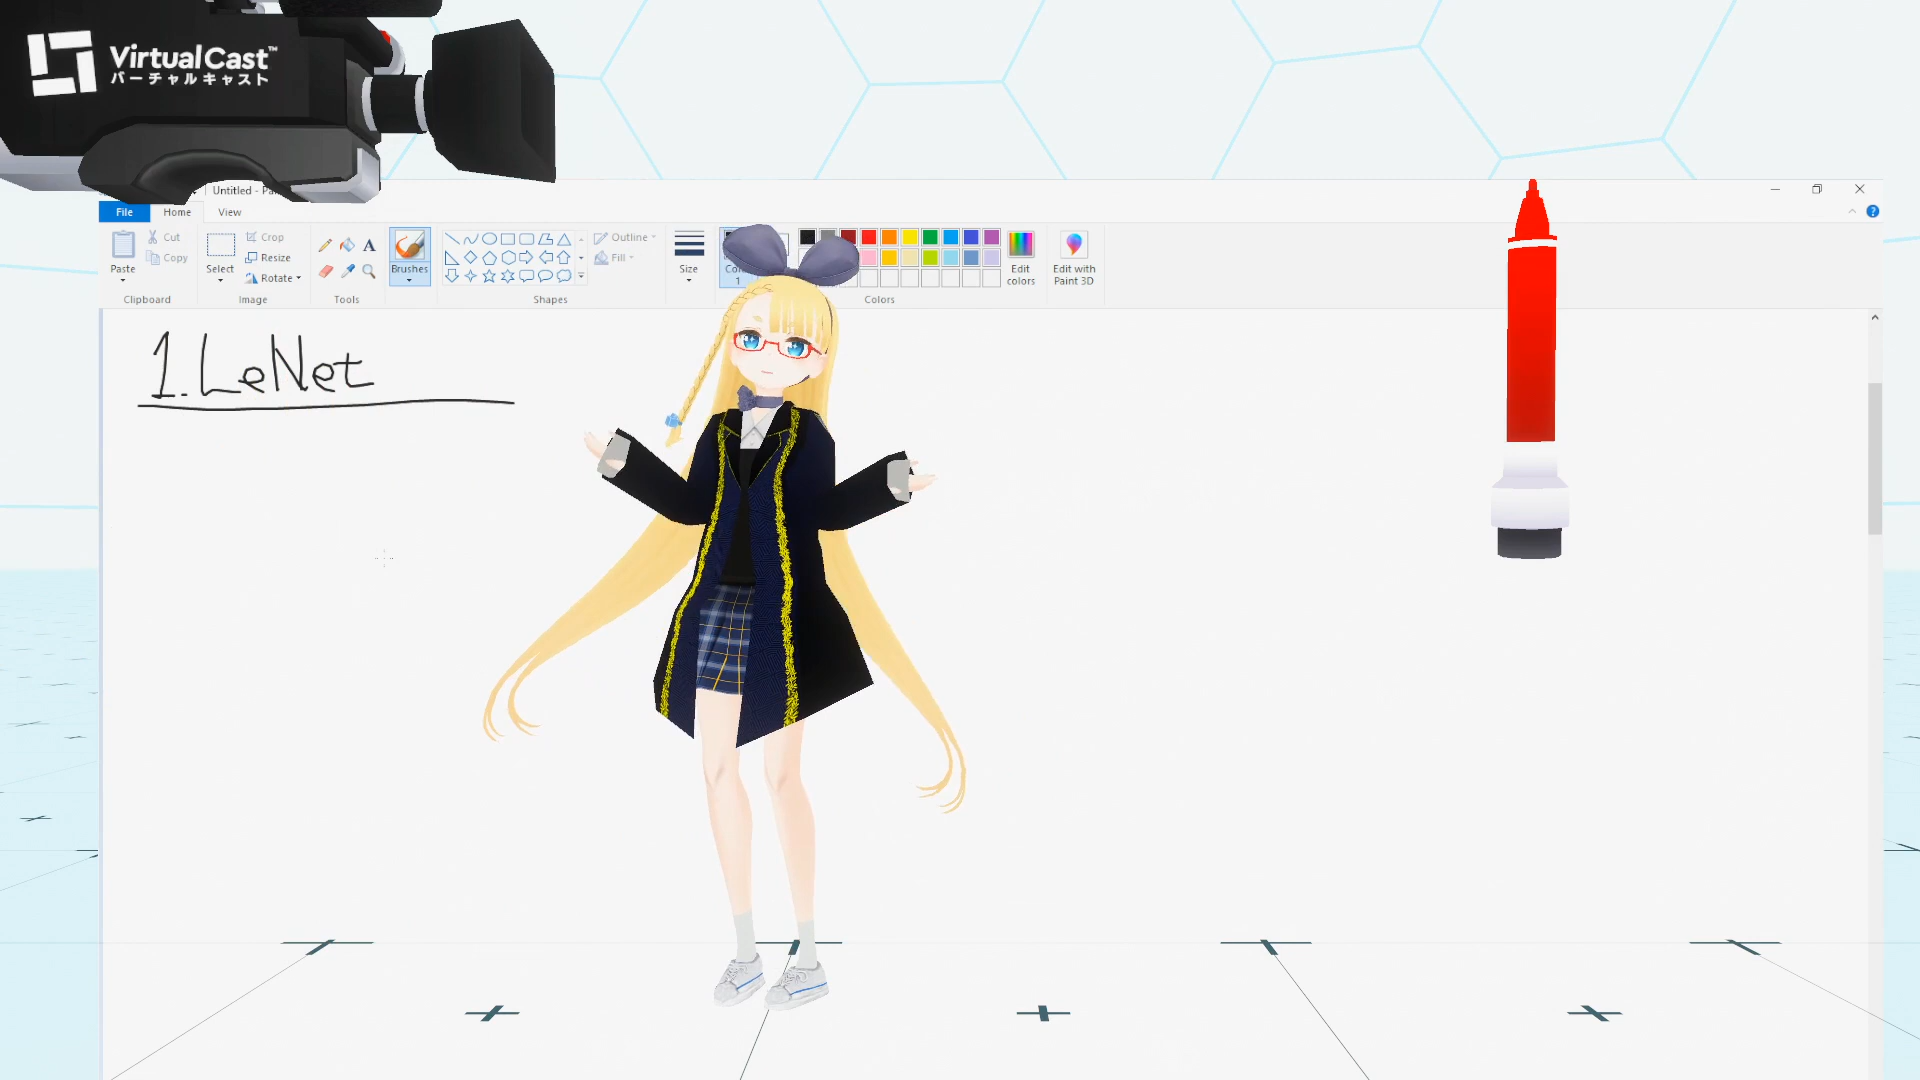 VirtualCast™
バーチャルキャスト
Untitled - Pa
File Home View
Paste
Cut
Copy
Clipboard
Select
Crop
Resize
Rotate
Image
A
Tools
Brushes
Shapes
Outline
Fill
Size
1
Colors
Edit colors
Edit with Paint 3D
?
1. LeNet